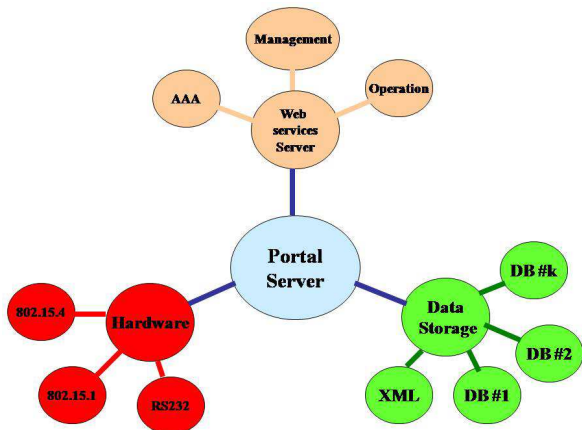 Management
AAA
Operation
Web
services
Server
Portal
Server
DB #k
802.15.4
Hardware
Data
Storage
DB #2
802.15.1
RS232
XML
DB #1